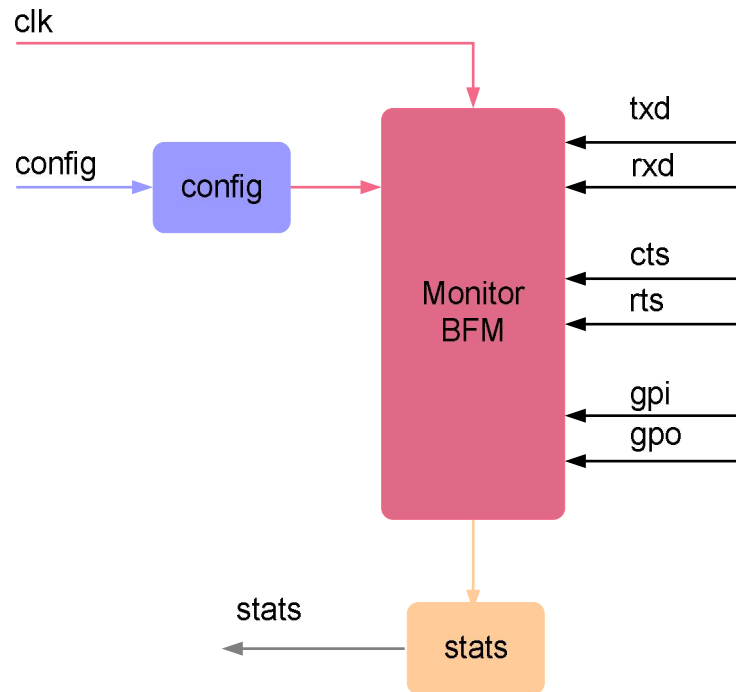 clk
config
config
txd
rxd
cts
rts
Monitor
BFM
gpi
gpo
stats
stats